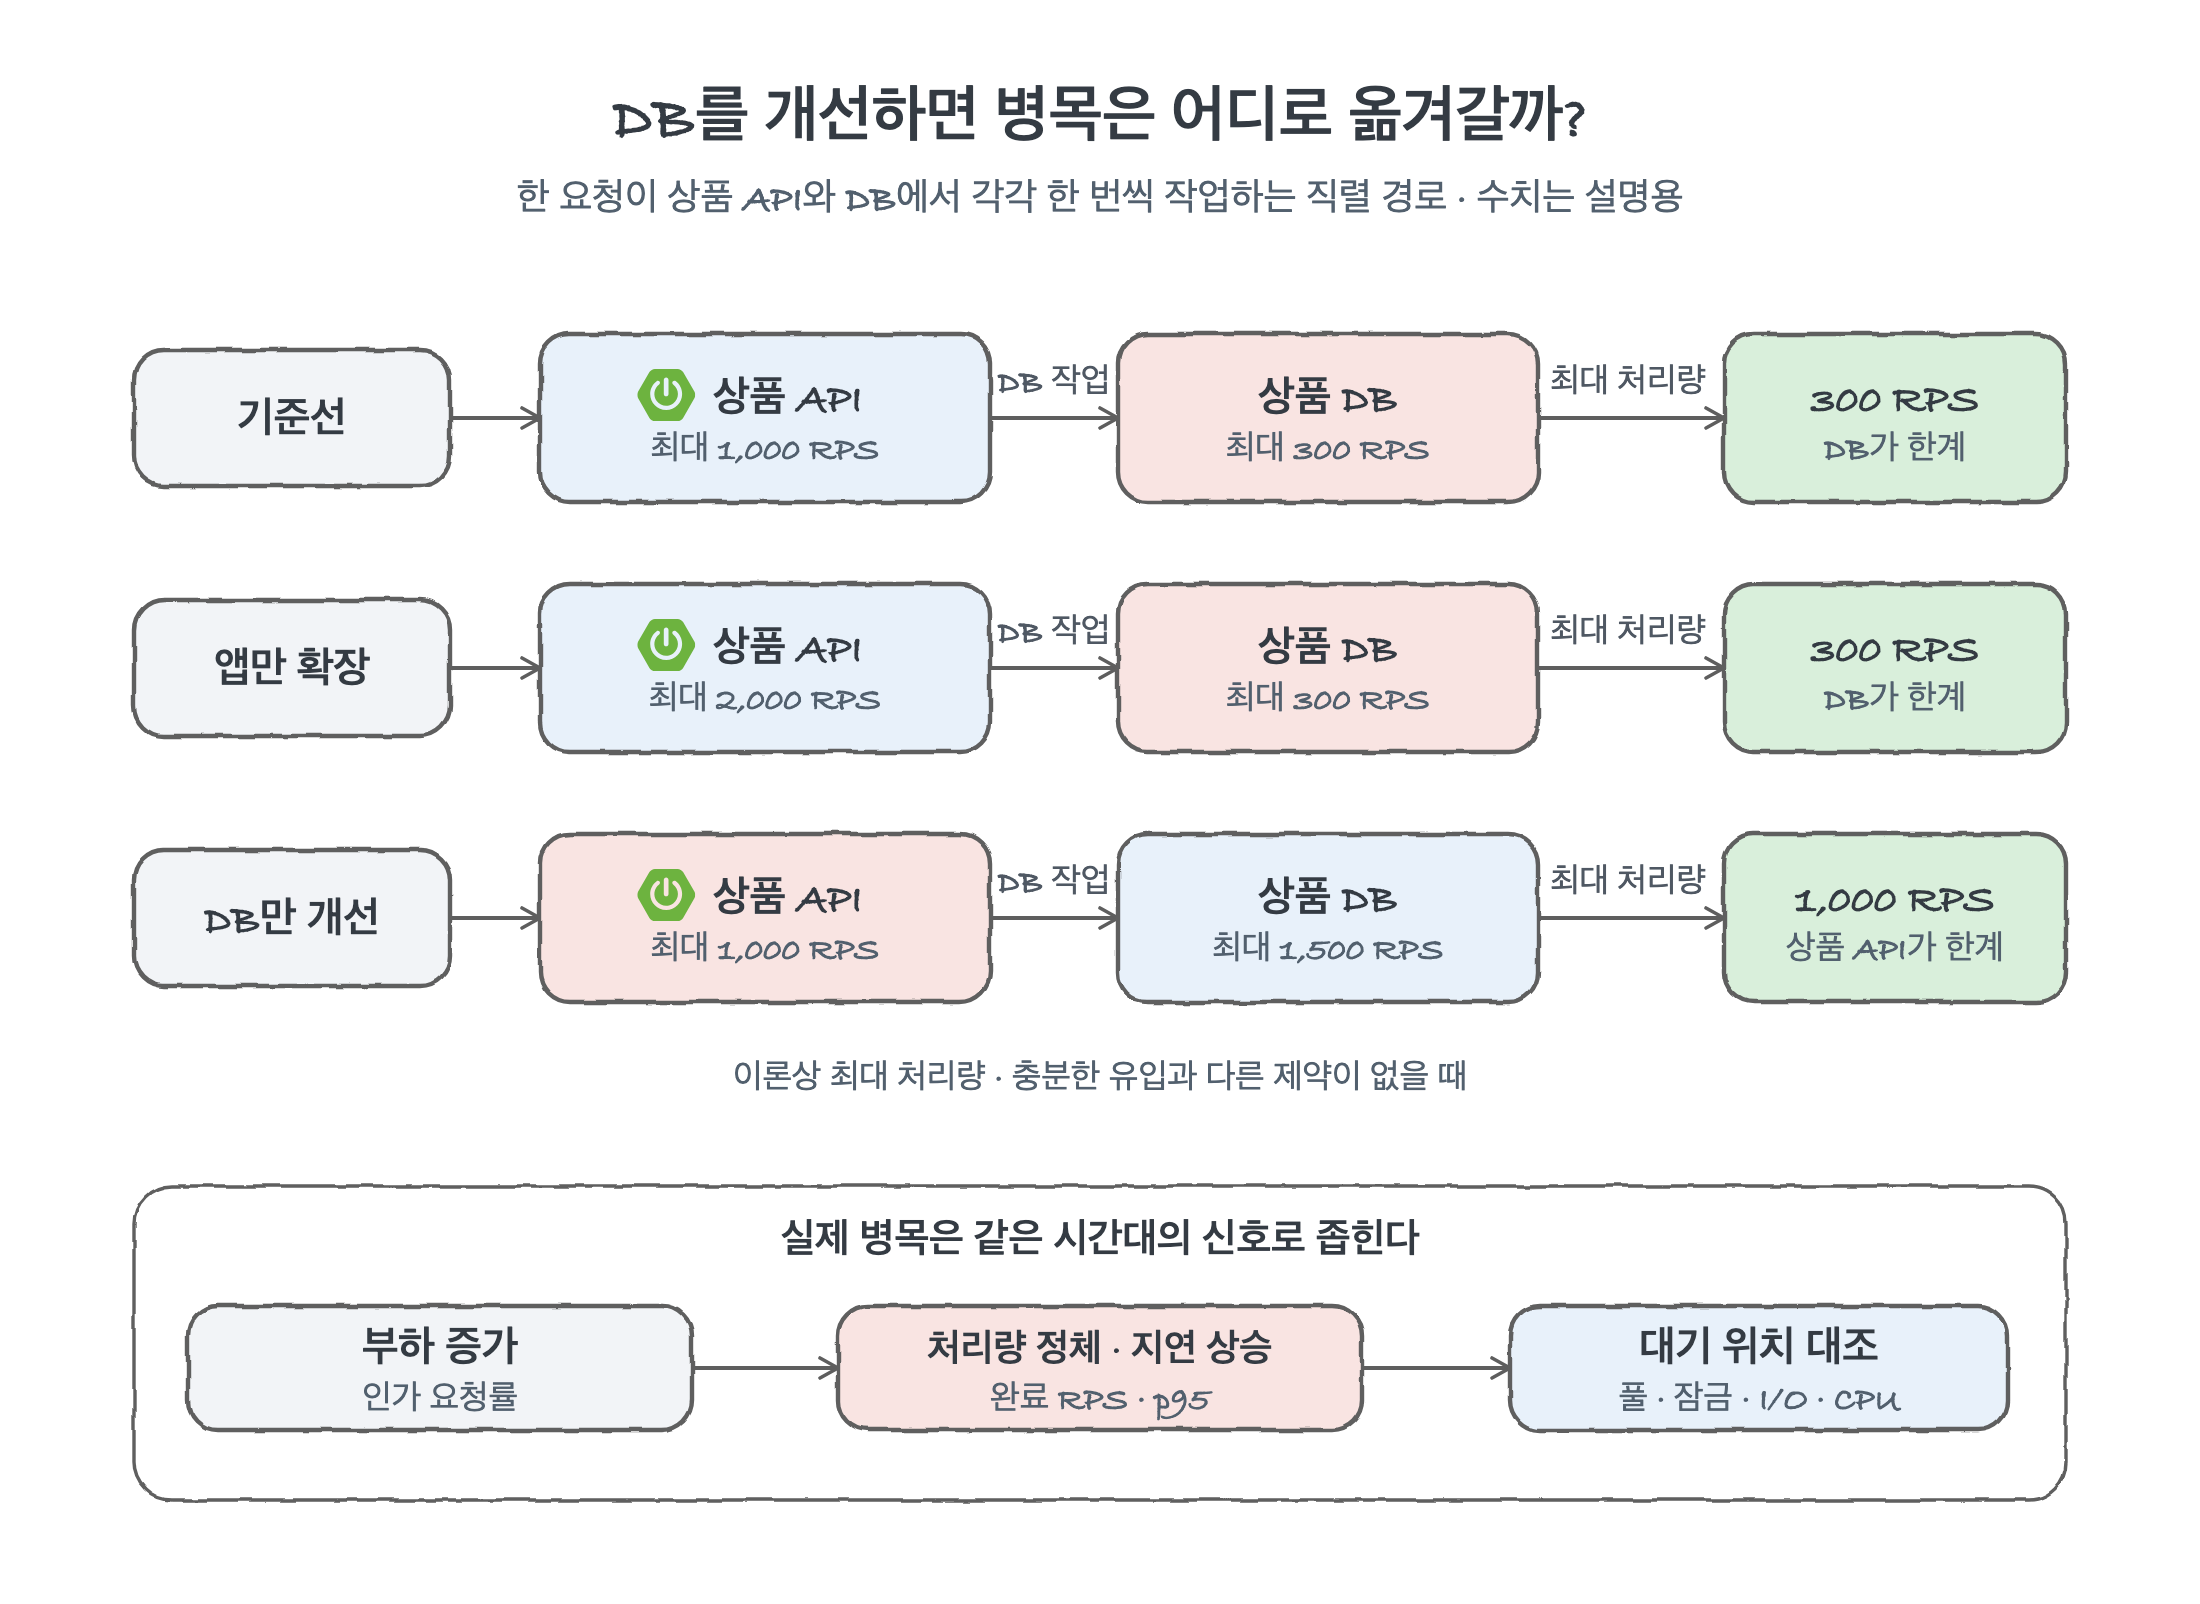 DB를 개선하면 병목은 어디로 옮겨갈까?
한 요청이 상품 API와 DB에서 각각 한 번씩 작업하는 직렬 경로 · 수치는 설명용
기준선
상품 API
최대 1,000 RPS
DB 작업
상품 DB
최대 300 RPS
최대 처리량
300 RPS
DB가 한계
앱만 확장
상품 API
최대 2,000 RPS
DB 작업
상품 DB
최대 300 RPS
최대 처리량
300 RPS
DB가 한계
DB만 개선
상품 API
최대 1,000 RPS
DB 작업
상품 DB
최대 1,500 RPS
최대 처리량
1,000 RPS
상품 API가 한계
이론상 최대 처리량 · 충분한 유입과 다른 제약이 없을 때
실제 병목은 같은 시간대의 신호로 좁힌다
부하 증가
인가 요청률
처리량 정체 · 지연 상승
완료 RPS · p95
대기 위치 대조
풀 · 잠금 · I/O · CPU